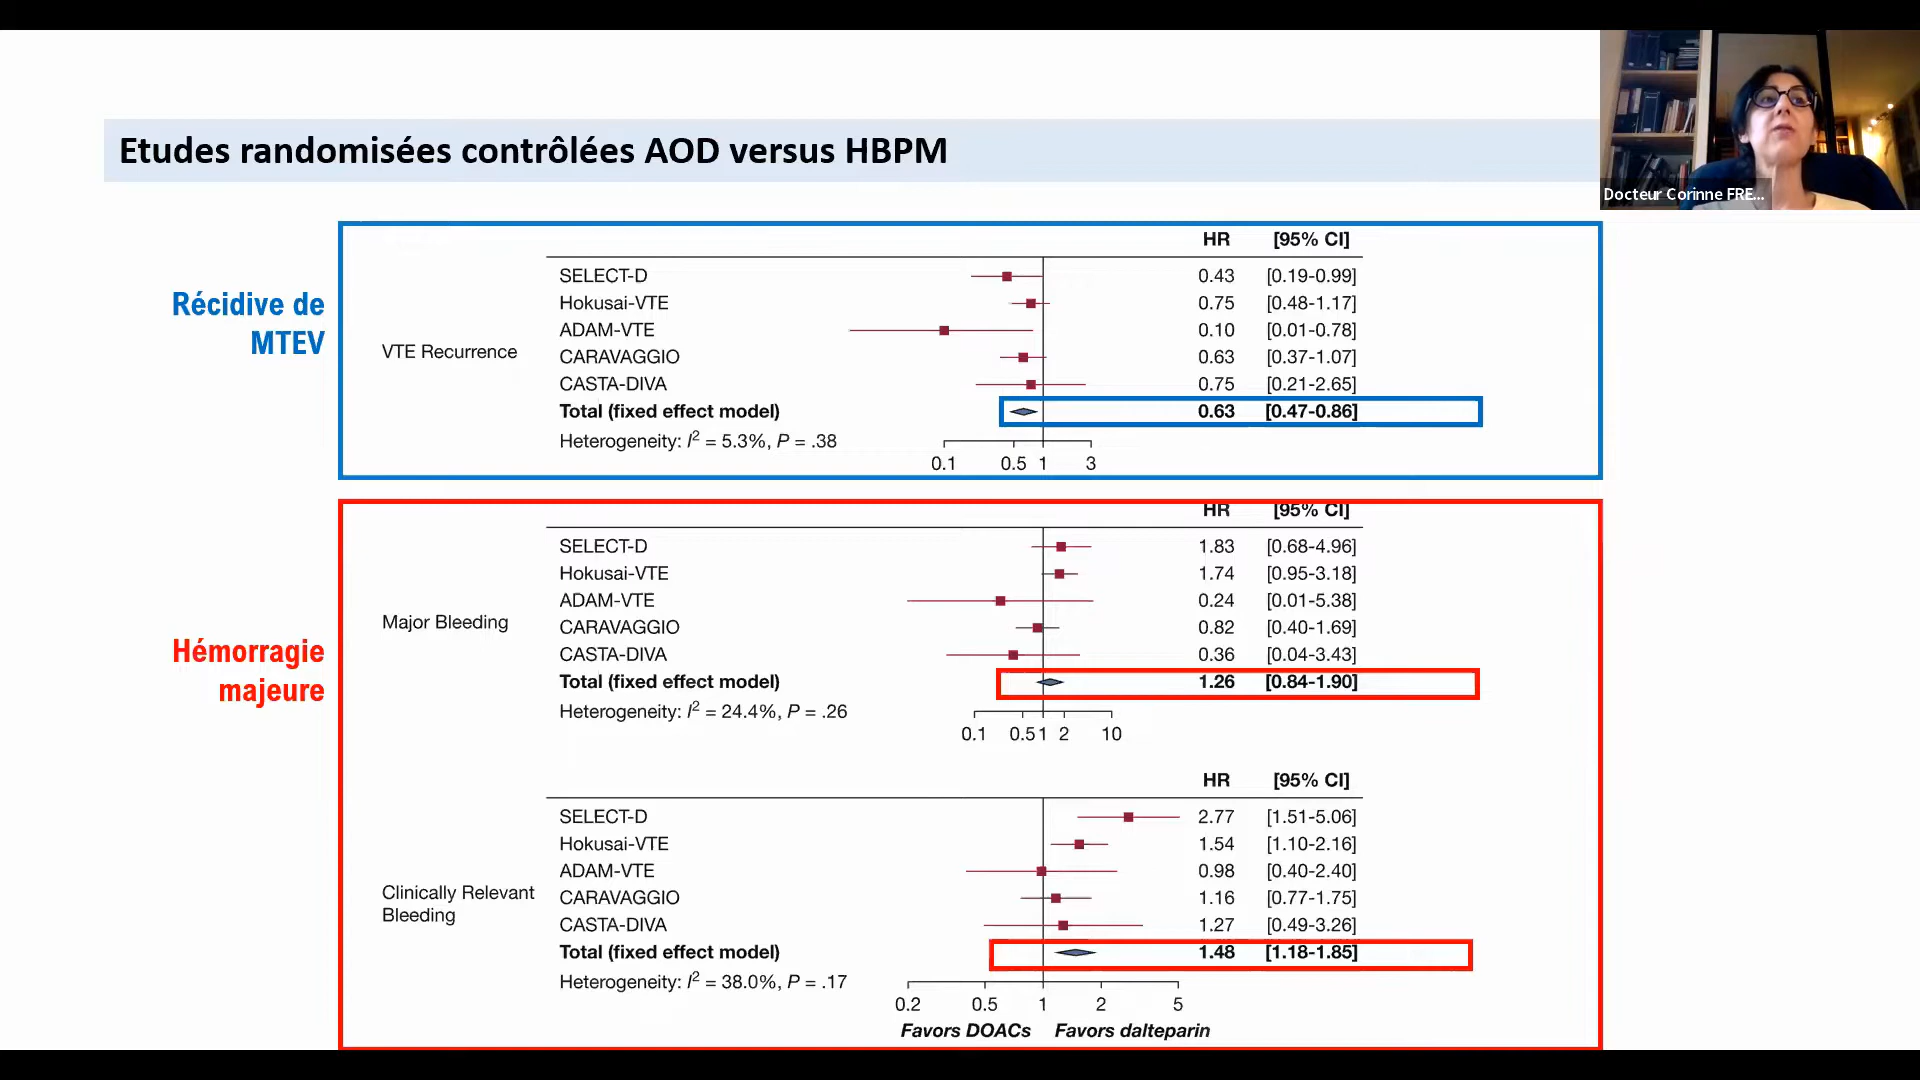 Etudes randomisées contrôlées AOD versus HBPM
Docteur Corinne FRE...
Récidive de
MTEV
HR [95% CI]
VTE Recurrence
SELECT-D 0.43 [0.19-0.99]
Hokusai-VTE 0.75 [0.48-1.17]
ADAM-VTE 0.10 [0.01-0.78]
CARAVAGGIO 0.63 [0.37-1.07]
CASTA-DIVA 0.75 [0.21-2.65]
Total (fixed effect model) 0.63 [0.47-0.86]
Heterogeneity: I² = 5.3%, P = .38
0.1 0.5 1 3
Hémorragie
majeure
HR [95% CI]
Major Bleeding
SELECT-D 1.83 [0.68-4.96]
Hokusai-VTE 1.74 [0.95-3.18]
ADAM-VTE 0.24 [0.01-5.38]
CARAVAGGIO 0.82 [0.40-1.69]
CASTA-DIVA 0.36 [0.04-3.43]
Total (fixed effect model) 1.26 [0.84-1.90]
Heterogeneity: I² = 24.4%, P = .26
0.1 0.5 1 2 10
HR [95% CI]
Clinically Relevant
Bleeding
SELECT-D 2.77 [1.51-5.06]
Hokusai-VTE 1.54 [1.10-2.16]
ADAM-VTE 0.98 [0.40-2.40]
CARAVAGGIO 1.16 [0.77-1.75]
CASTA-DIVA 1.27 [0.49-3.26]
Total (fixed effect model) 1.48 [1.18-1.85]
Heterogeneity: I² = 38.0%, P = .17
0.2 0.5 1 2 5
Favors DOACs Favors dalteparin